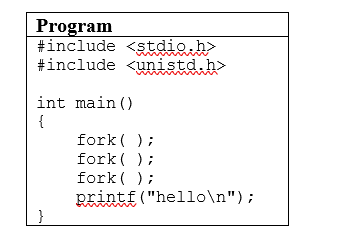 Program
#include <stdio.h>
#include <unistd.h>
int main()
{
fork( );
fork( );
fork( );
printf("hello\n");
}